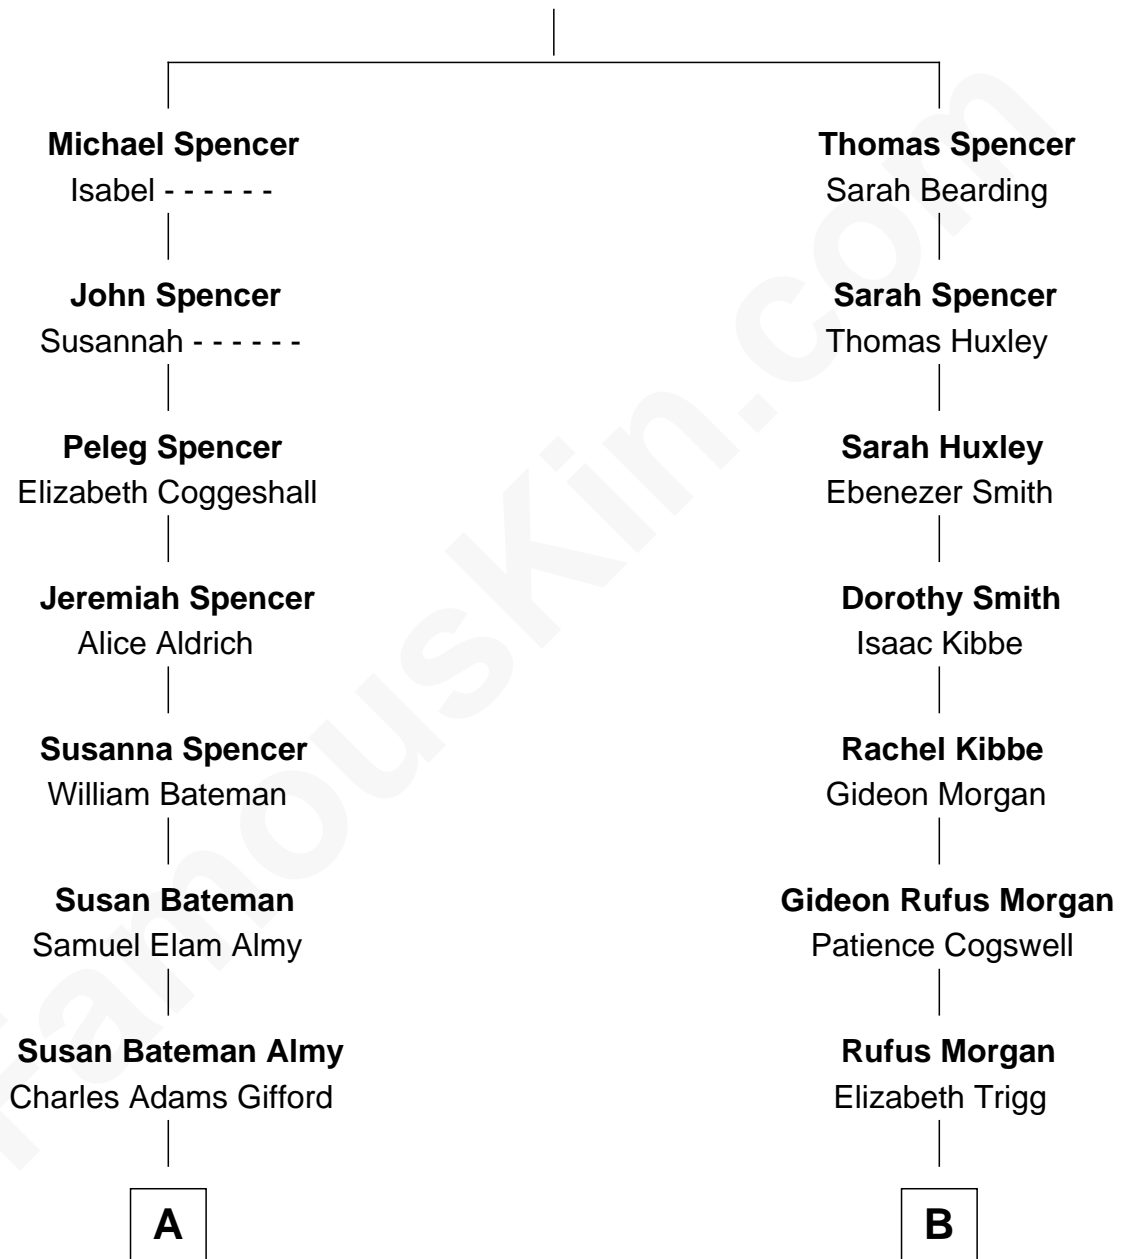 Michael Spencer
Isabel - - - - - -
John Spencer
Susannah - - - - - -
Peleg Spencer
Elizabeth Coggeshall
Jeremiah Spencer
Alice Aldrich
Susanna Spencer
William Bateman
Susan Bateman
Samuel Elam Almy
Susan Bateman Almy
Charles Adams Gifford
A
Thomas Spencer
Sarah Bearding
Sarah Spencer
Thomas Huxley
Sarah Huxley
Ebenezer Smith
Dorothy Smith
Isaac Kibbe
Rachel Kibbe
Gideon Morgan
Gideon Rufus Morgan
Patience Cogswell
Rufus Morgan
Elizabeth Trigg
B
FamousKin.com